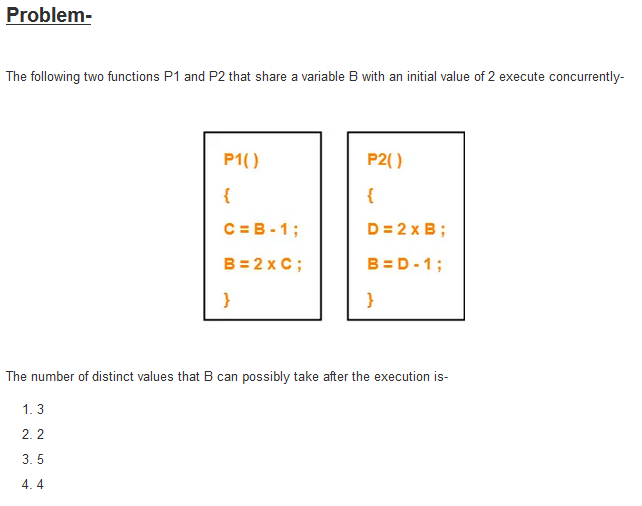 Problem-
The following two functions P1 and P2 that share a variable B with an initial value of 2 execute concurrently-
P1( )
{
C = B - 1 ;
B = 2 x C ;
}
P2( )
{
D = 2 x B ;
B = D - 1 ;
}
The number of distinct values that B can possibly take after the execution is-
1. 3
2. 2
3. 5
4. 4